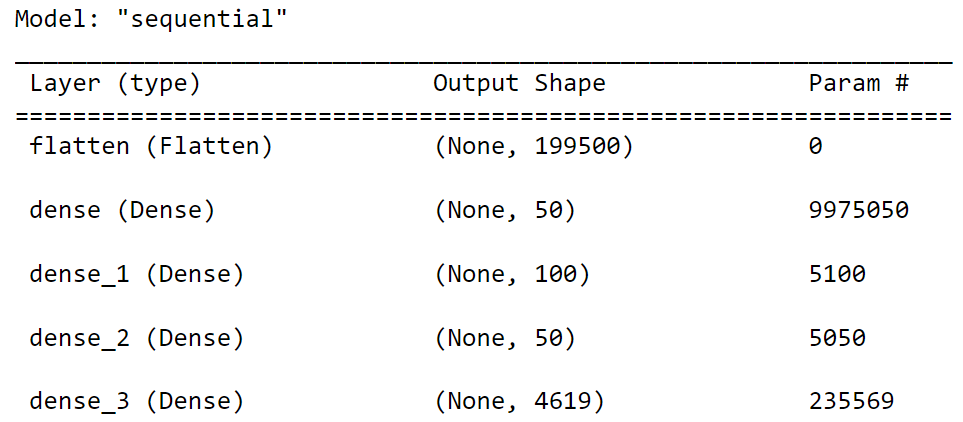 Model: "sequential"
_________________________________________________________________
Layer (type) Output Shape Param #
=================================================================
flatten (Flatten) (None, 199500) 0
dense (Dense) (None, 50) 9975050
dense_1 (Dense) (None, 100) 5100
dense_2 (Dense) (None, 50) 5050
dense_3 (Dense) (None, 4619) 235569